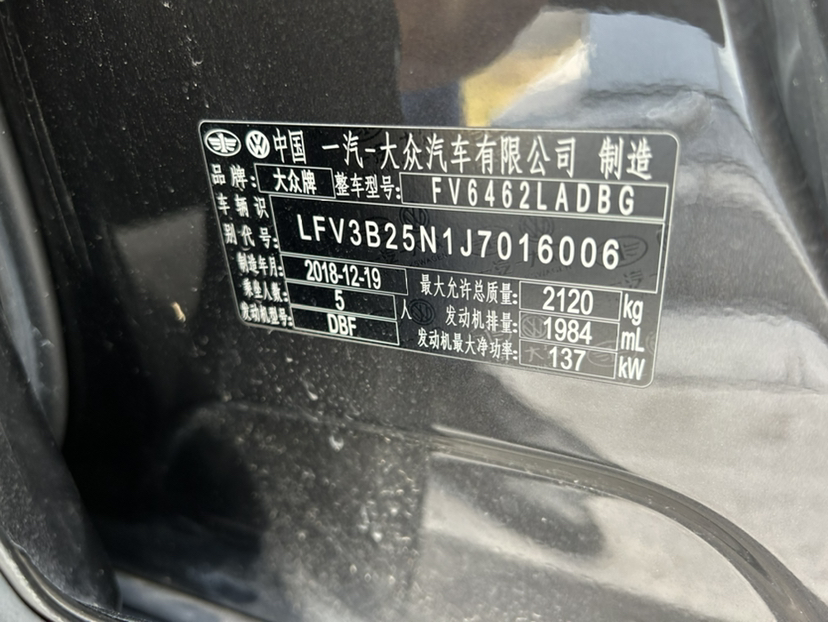 中国 一汽-大众汽车有限公司 制造
品牌: 大众牌 整车型号: FV6462LADBG
车辆识别代号: LFV3B25N1J7016006
制造年月: 2018-12-19 最大允许总质量: 2120 kg
乘坐人数: 5 人 发动机排量: 1984 mL
发动机型号: DBF 发动机最大净功率: 137 kW